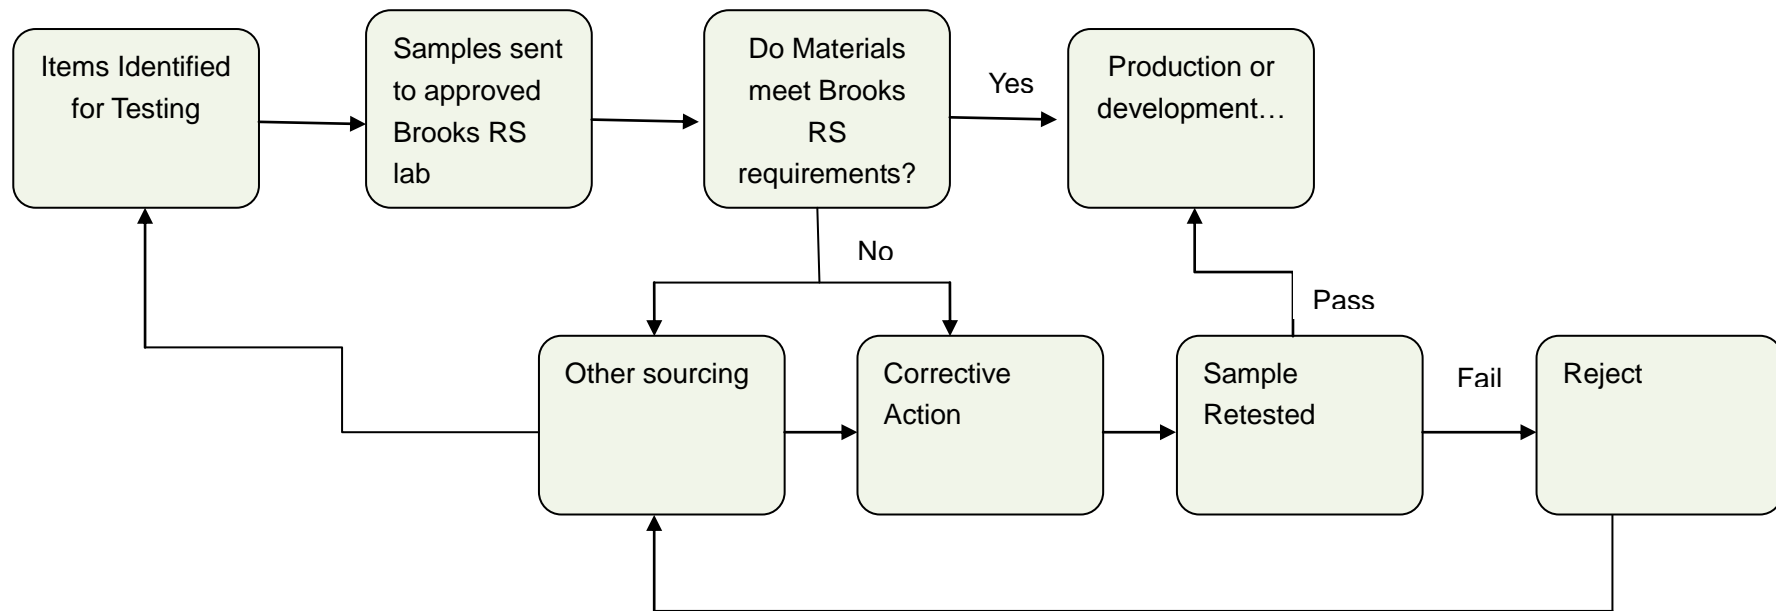 Items Identified
for Testing
Samples sent
to approved
Brooks RS
lab
Do Materials
meet Brooks
RS
requirements?
Yes
Production or
development…
No
Pass
Other sourcing
Corrective
Action
Sample
Retested
Fail
Reject